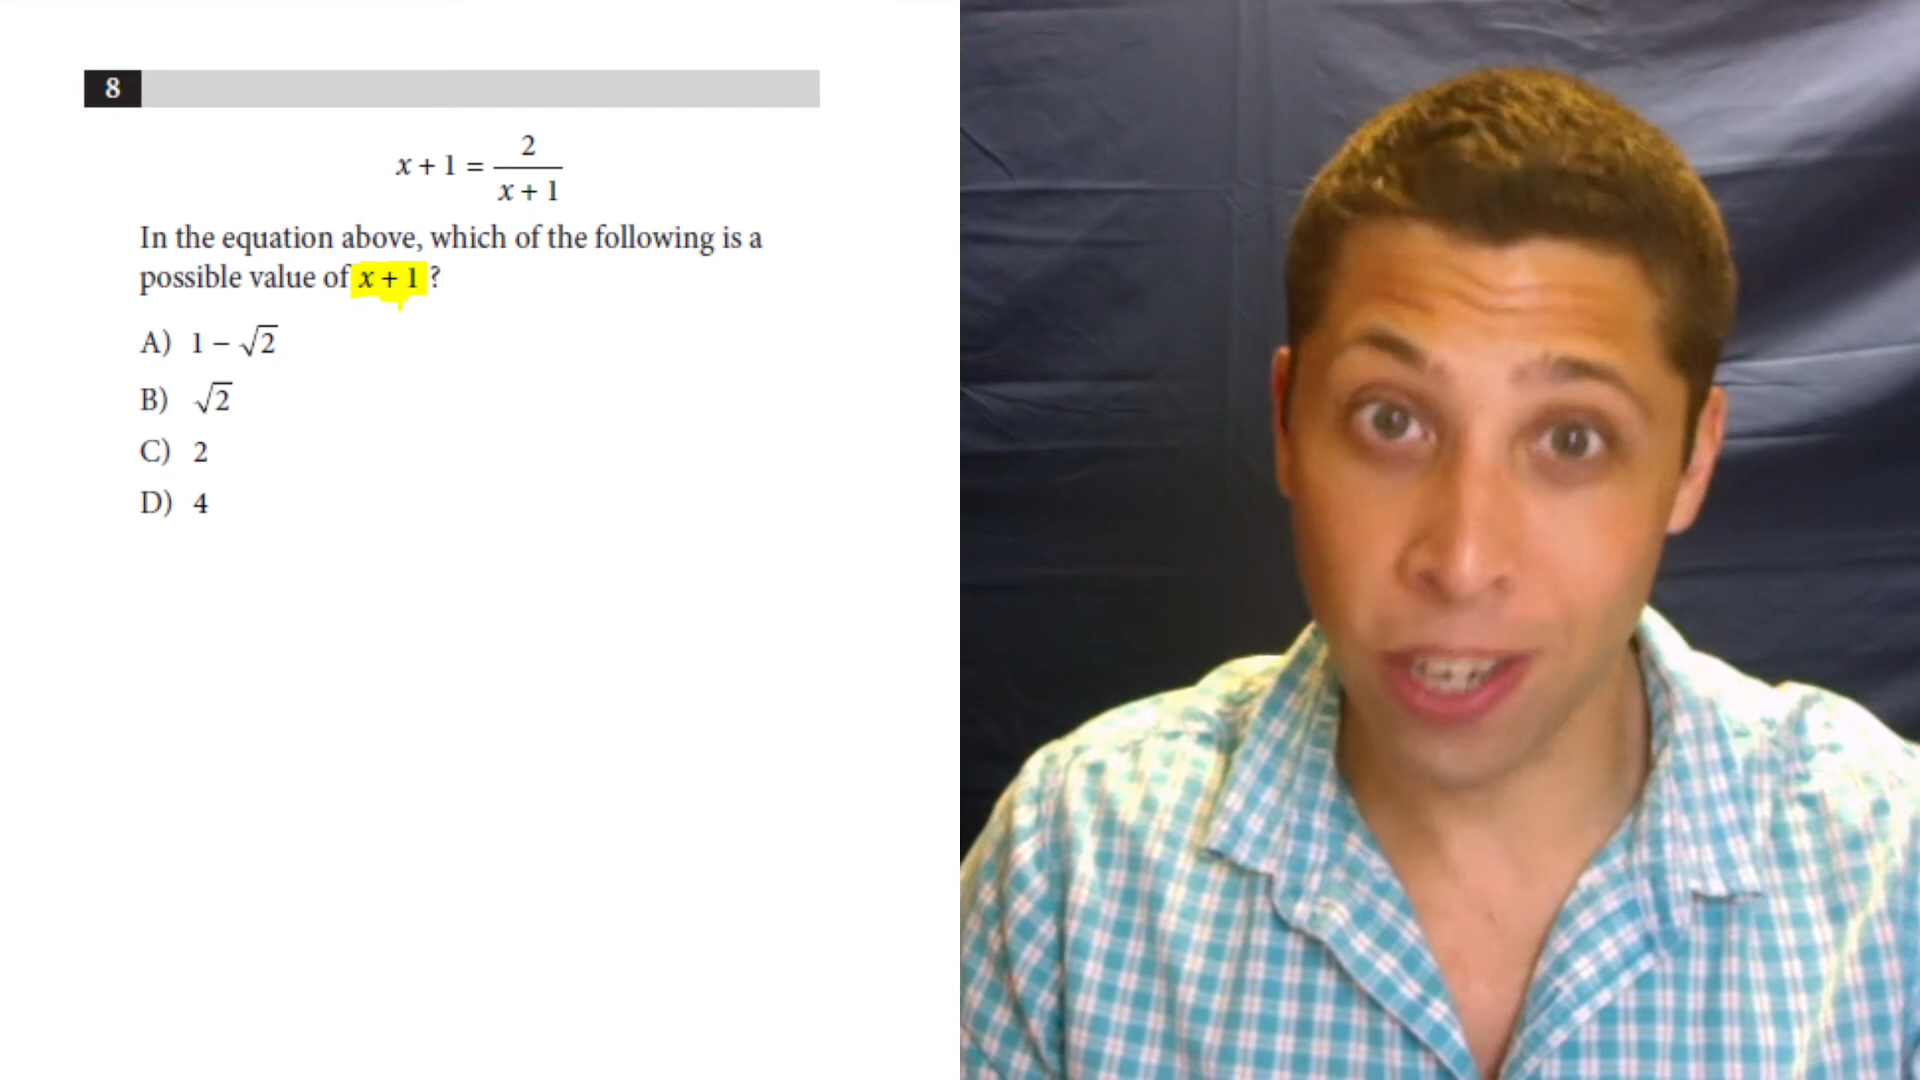 8
x + 1 = 2/(x + 1)
In the equation above, which of the following is a
possible value of x + 1 ?
A) 1 − √2
B) √2
C) 2
D) 4